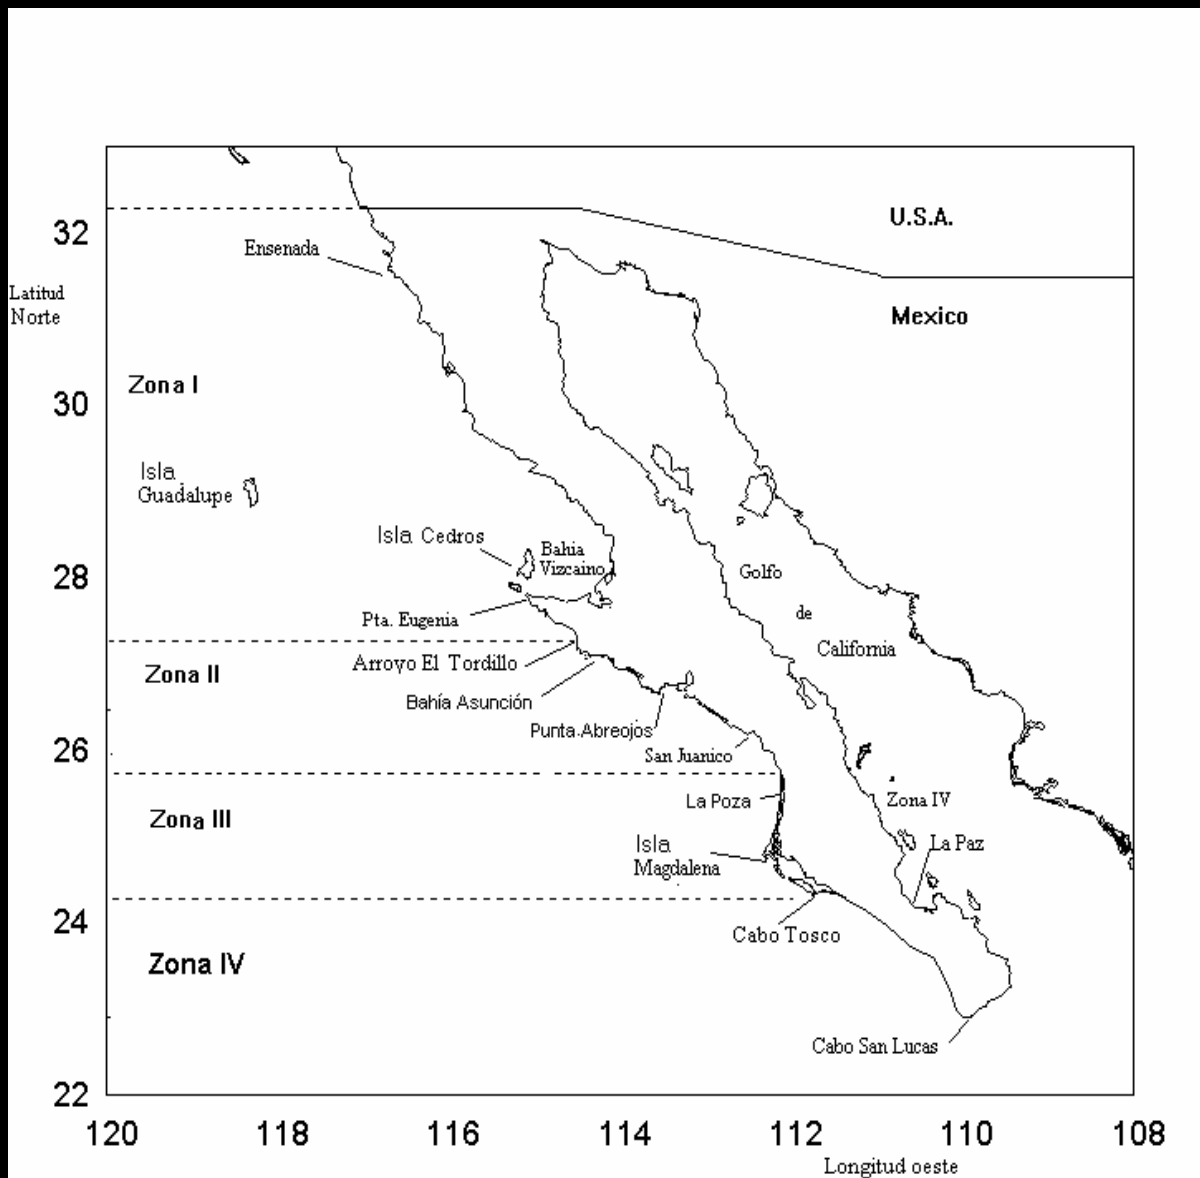 U.S.A.
32
Ensenada
Latitud
Norte
Mexico
Zona I
30
Isla
Guadalupe
Isla Cedros
Bahia
Vizcaino
28
Golfo
de
California
Pta. Eugenia
Arroyo El Tordillo
Zona II
Bahía Asunción
Punta Abreojos
26
San Juanico
La Poza
Zona IV
Zona III
Isla
Magdalena
La Paz
24
Cabo Tosco
Zona IV
Cabo San Lucas
22
120 118 116 114 112 110 108
Longitud oeste